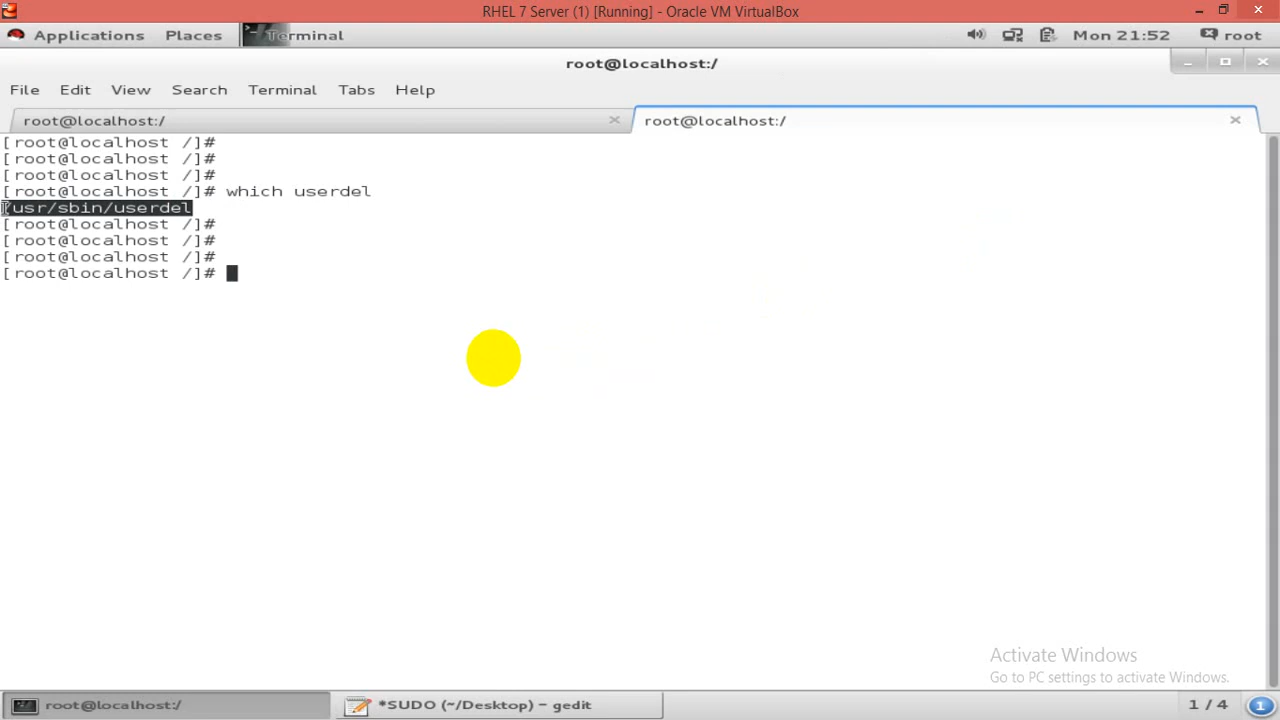 RHEL 7 Server (1) [Running] - Oracle VM VirtualBox
Applications Places Terminal Mon 21:52 root
root@localhost:/
File Edit View Search Terminal Tabs Help
root@localhost:/ root@localhost:/
[root@localhost /]#
[root@localhost /]#
[root@localhost /]#
[root@localhost /]# which userdel
/usr/sbin/userdel
[root@localhost /]#
[root@localhost /]#
[root@localhost /]#
[root@localhost /]#
Activate Windows
Go to PC settings to activate Windows.
root@localhost:/ *SUDO (~/Desktop) - gedit 1 / 4 1